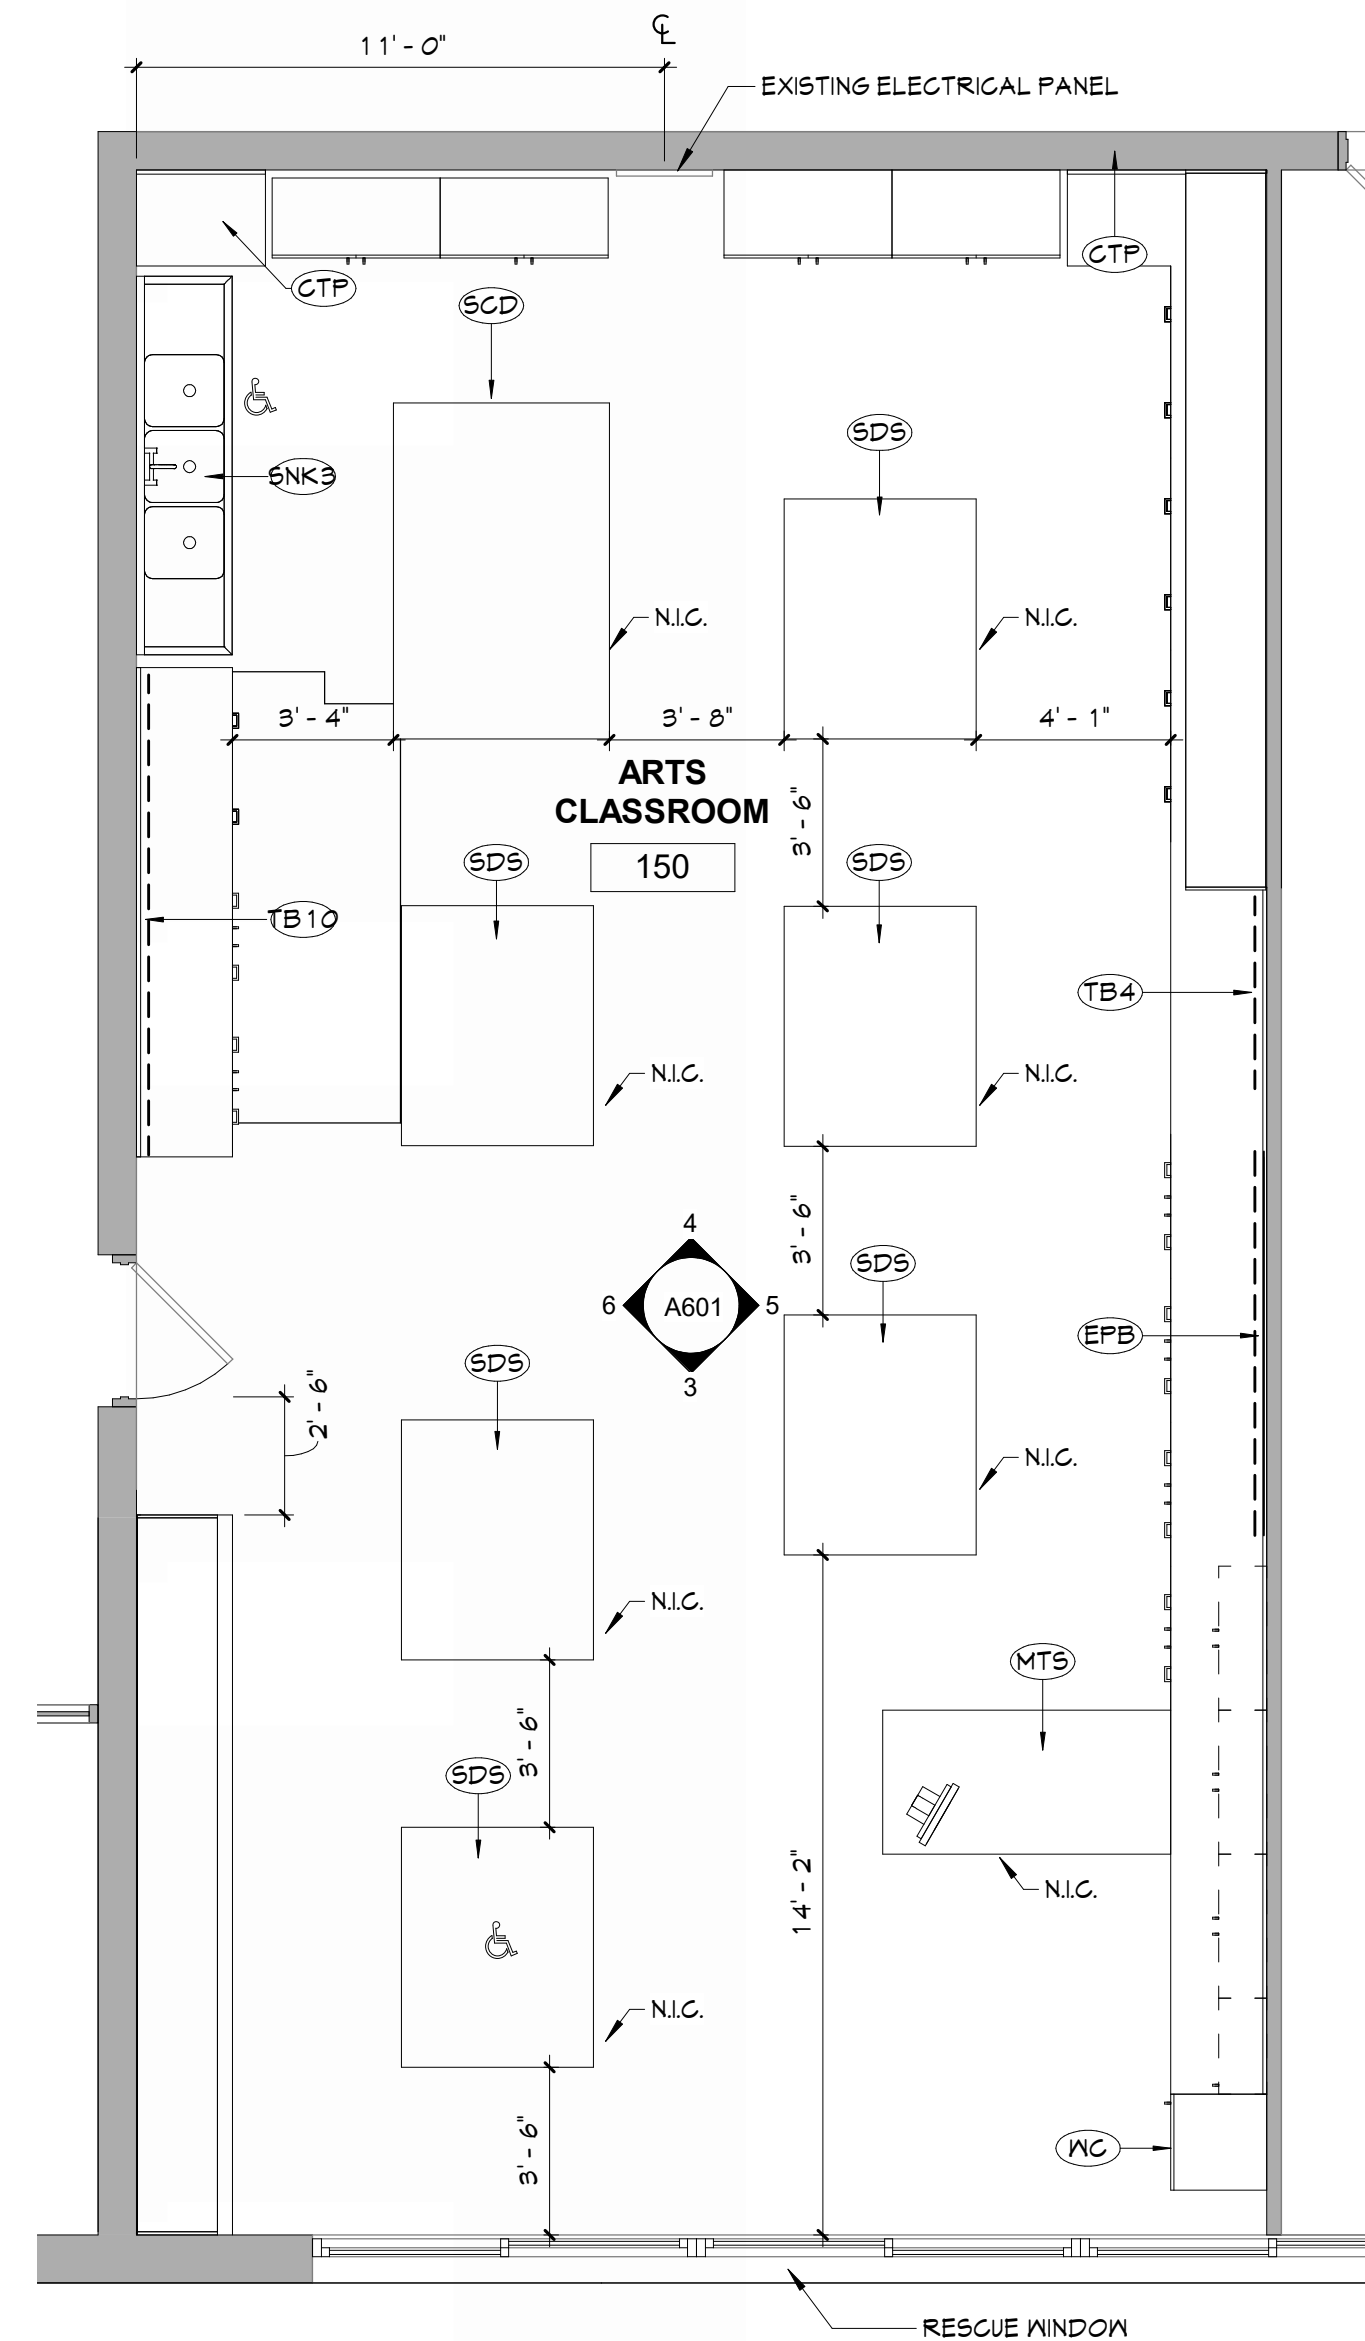 11' - 0"
℄
EXISTING ELECTRICAL PANEL
CTP
CTP
SCD
SDS
SNK3
N.I.C.
N.I.C.
3' - 4"
3' - 8"
4' - 1"
ARTS
CLASSROOM
150
3' - 6"
SDS
SDS
TB10
TB4
N.I.C.
N.I.C.
3' - 6"
4
6
A601
5
3
SDS
EPB
SDS
2' - 6"
N.I.C.
N.I.C.
MTS
3' - 6"
SDS
14' - 2"
N.I.C.
N.I.C.
3' - 6"
WC
RESCUE WINDOW